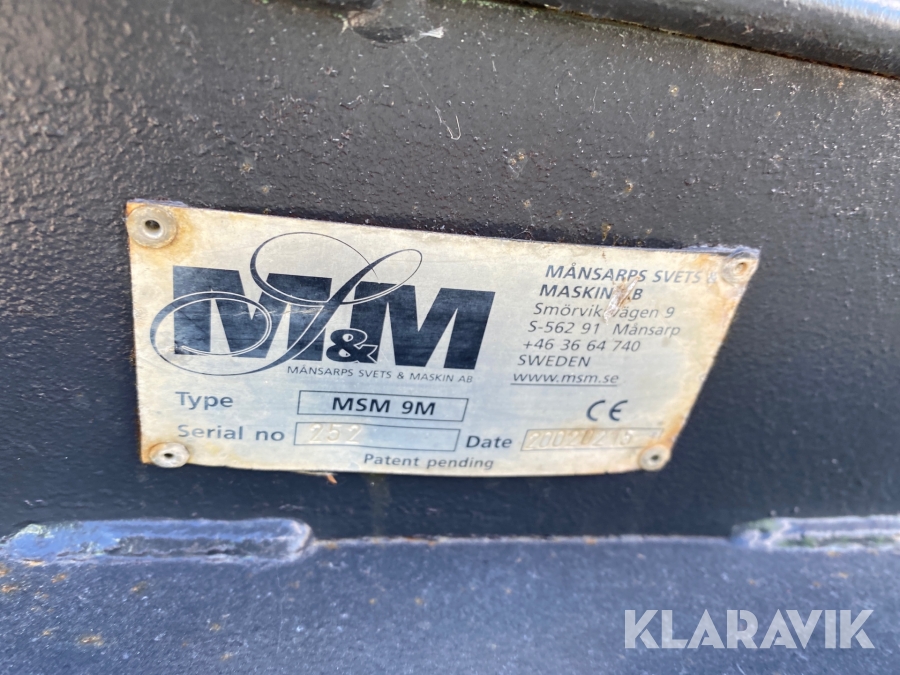 M&M
MÅNSARPS SVETS & MASKIN AB
MÅNSARPS SVETS &
MASKIN AB
Smörvikvägen 9
S-562 91 Månsarp
+46 36 64 740
SWEDEN
www.msm.se
Type MSM 9M
CE
Serial no 252 Date
Patent pending
KLARAVIK